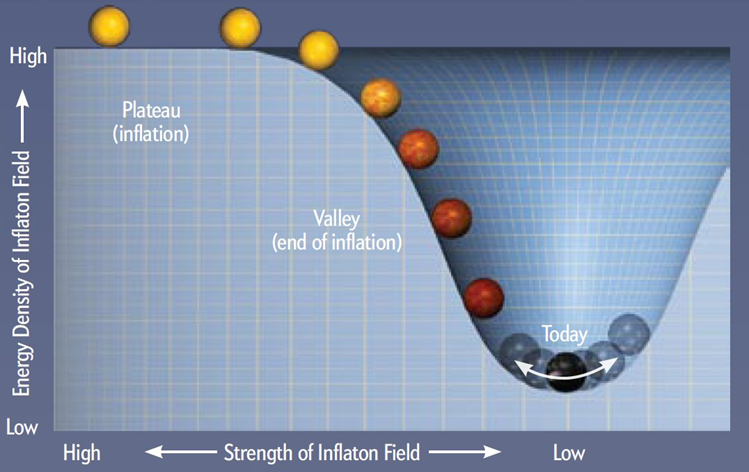 High
Plateau
(inflation)
Valley
(end of inflation)
Energy Density of Inflaton Field
Today
Low
High
Strength of Inflaton Field
Low